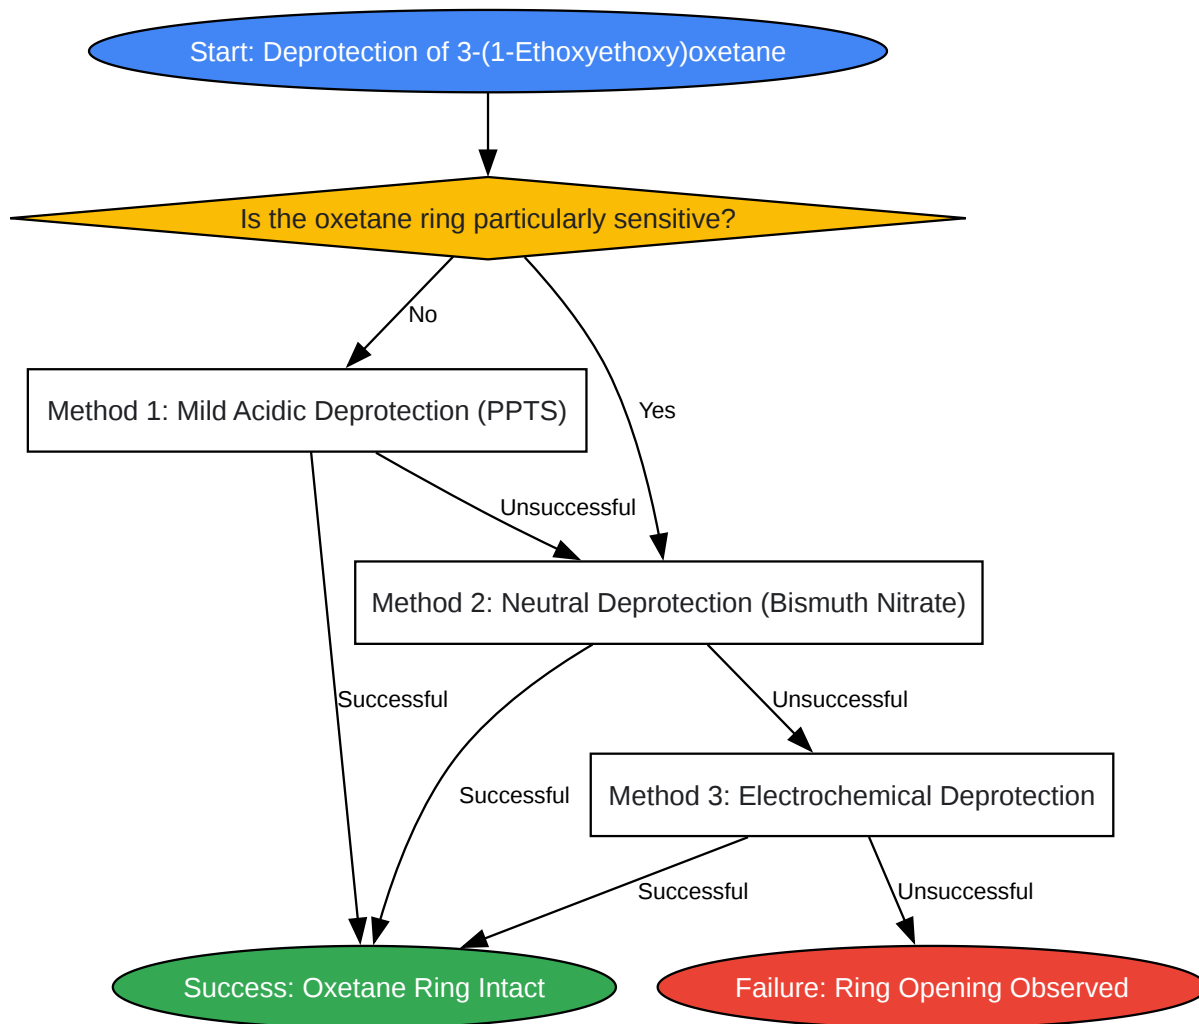 Start: Deprotection of 3-(1-Ethoxyethoxy)oxetane
Is the oxetane ring particularly sensitive?
No
Method 1: Mild Acidic Deprotection (PPTS)
Yes
Unsuccessful
Method 2: Neutral Deprotection (Bismuth Nitrate)
Successful
Unsuccessful
Method 3: Electrochemical Deprotection
Successful
Successful
Unsuccessful
Success: Oxetane Ring Intact
Failure: Ring Opening Observed